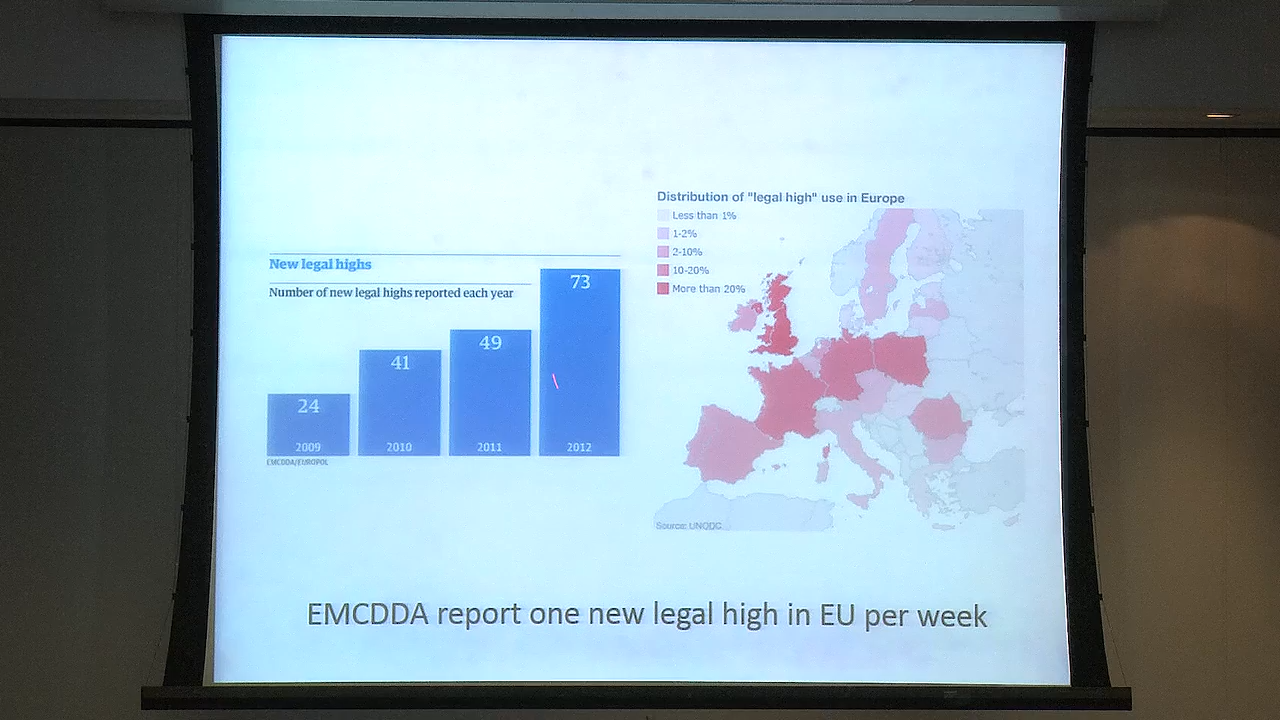 Distribution of "legal high" use in Europe
Less than 1%
1-2%
2-10%
10-20%
More than 20%
Source: UNODC
New legal highs
Number of new legal highs reported each year
24
41
49
73
2009
2010
2011
2012
EMCDDA/EUROPOL
EMCDDA report one new legal high in EU per week